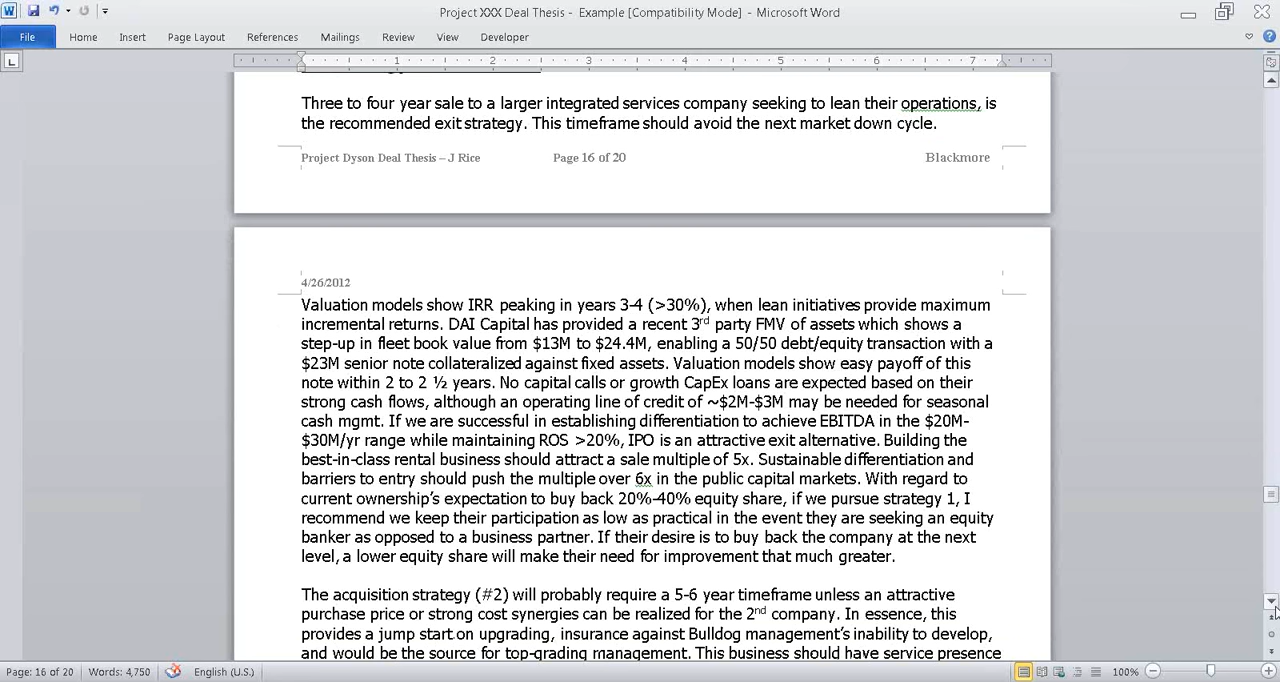 Project XXX Deal Thesis - Example [Compatibility Mode] - Microsoft Word
File Home Insert Page Layout References Mailings Review View Developer
1 2 3 4 5 6 7
Three to four year sale to a larger integrated services company seeking to lean their operations, is
the recommended exit strategy. This timeframe should avoid the next market down cycle.
Project Dyson Deal Thesis – J Rice Page 16 of 20 Blackmore
4/26/2012
Valuation models show IRR peaking in years 3-4 (>30%), when lean initiatives provide maximum
incremental returns. DAI Capital has provided a recent 3rd party FMV of assets which shows a
step-up in fleet book value from $13M to $24.4M, enabling a 50/50 debt/equity transaction with a
$23M senior note collateralized against fixed assets. Valuation models show easy payoff of this
note within 2 to 2 ½ years. No capital calls or growth CapEx loans are expected based on their
strong cash flows, although an operating line of credit of ~$2M-$3M may be needed for seasonal
cash mgmt. If we are successful in establishing differentiation to achieve EBITDA in the $20M-
$30M/yr range while maintaining ROS >20%, IPO is an attractive exit alternative. Building the
best-in-class rental business should attract a sale multiple of 5x. Sustainable differentiation and
barriers to entry should push the multiple over 6x in the public capital markets. With regard to
current ownership's expectation to buy back 20%-40% equity share, if we pursue strategy 1, I
recommend we keep their participation as low as practical in the event they are seeking an equity
banker as opposed to a business partner. If their desire is to buy back the company at the next
level, a lower equity share will make their need for improvement that much greater.
The acquisition strategy (#2) will probably require a 5-6 year timeframe unless an attractive
purchase price or strong cost synergies can be realized for the 2nd company. In essence, this
provides a jump start on upgrading, insurance against Bulldog management's inability to develop,
and would be the source for top-grading management. This business should have service presence
Page: 16 of 20 Words: 4,750 English (U.S.) 100%